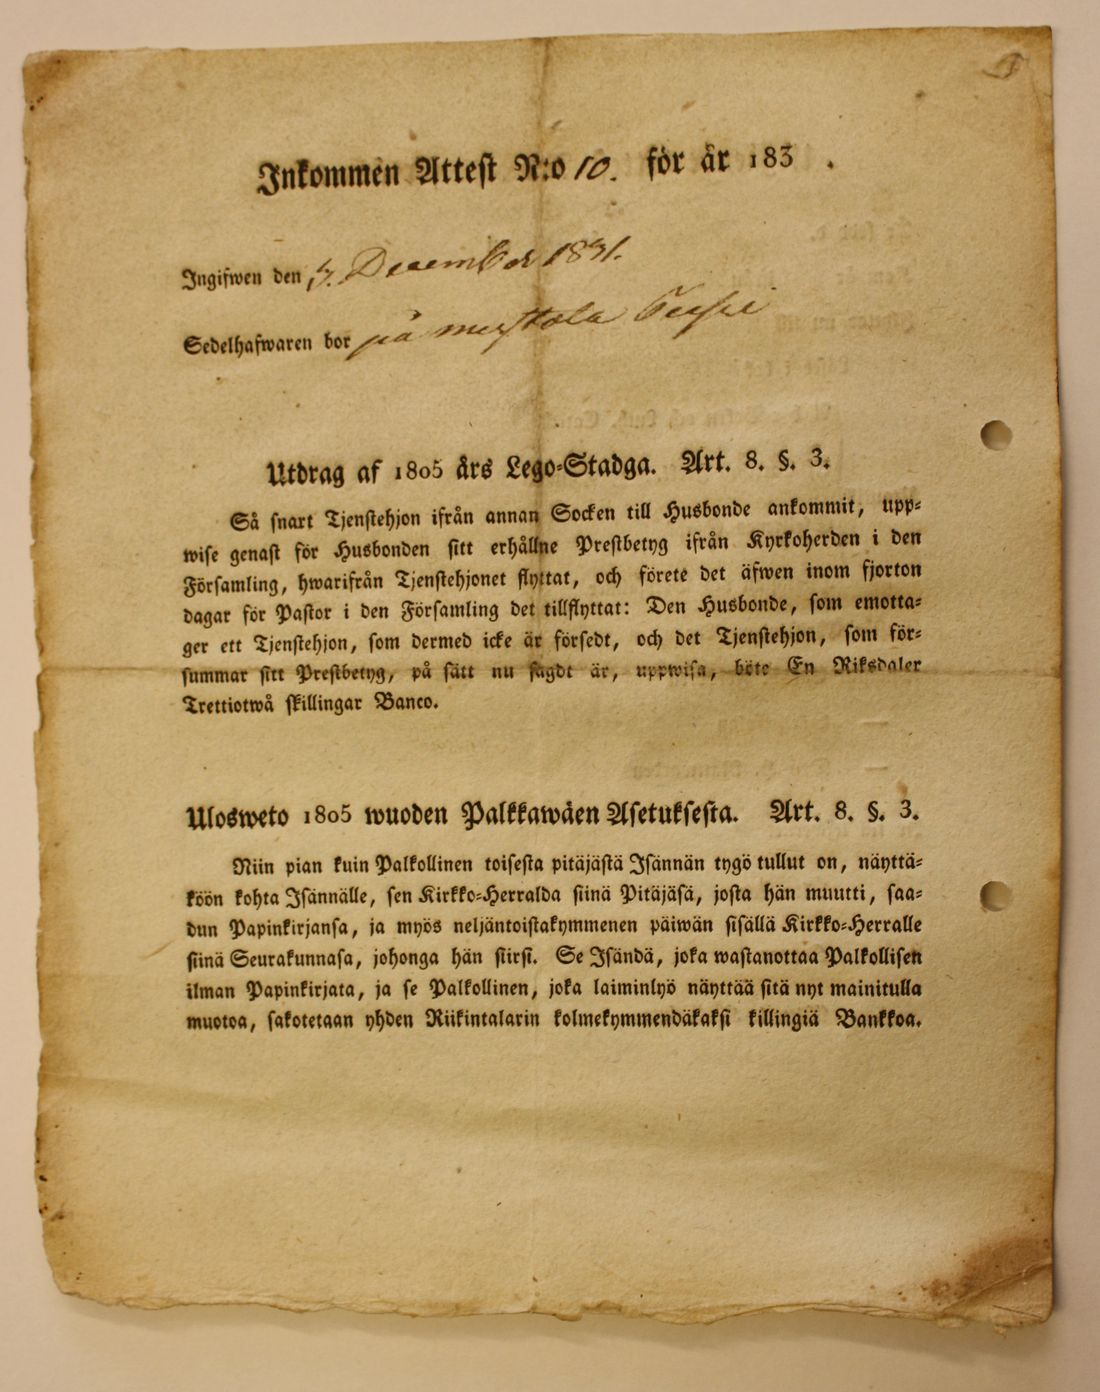 Inkommen Attest N:o 10. för år 183 .
Ingifwen den 5. December 1831.
Sedelhafwaren bor på
Utdrag af 1805 års Lego-Stadga. Art. 8. §. 3.
Så snart Tjenstehjon ifrån annan Socken till Husbonde ankommit, upp-
wise genast för Husbonden sitt erhållne Prestbetyg ifrån Kyrkoherden i den
Församling, hwarifrån Tjenstehjonet flyttat, och förete det äfwen inom fjorton
dagar för Pastor i den Församling det tillflyttat: Den Husbonde, som emotta-
ger ett Tjenstehjon, som dermed icke är försedt, och det Tjenstehjon, som för-
summar sitt Prestbetyg, på sätt nu sagdt är, uppwisa, böte En Riksdaler
Trettiotwå skillingar Banco.
Ulosweto 1805 wuoden Palkkawäen Asetuksesta. Art. 8. §. 3.
Niin pian kuin Palkollinen toisesta pitäjästä Isännän tygö tullut on, näyttä-
köön kohta Isännälle, sen Kirkko-Herralda siinä Pitäjäsä, josta hän muutti, saa-
dun Papinkirjansa, ja myös neljäntoistakymmenen päiwän sisällä Kirkko-Herralle
siinä Seurakunnasa, johonga hän siirsi. Se Isändä, joka wastanottaa Palkollisen
ilman Papinkirjata, ja se Palkollinen, joka laiminlyö näyttää sitä nyt mainitulla
muotoa, sakotetaan yhden Riikintalarin kolmekymmendäkaksi killingiä Bankkoa.